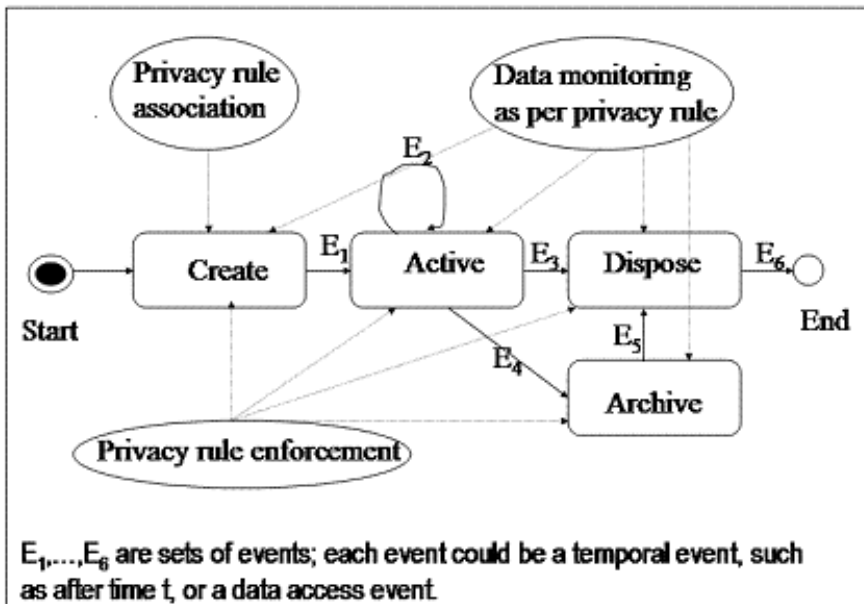 Privacy rule
association
Data monitoring
as per privacy rule
E₂
Create
E₁
Active
E₃
Dispose
E₆
Start
End
E₄
E₅
Archive
Privacy rule enforcement
E₁,...,E₆ are sets of events; each event could be a temporal event, such
as after time t, or a data access event.